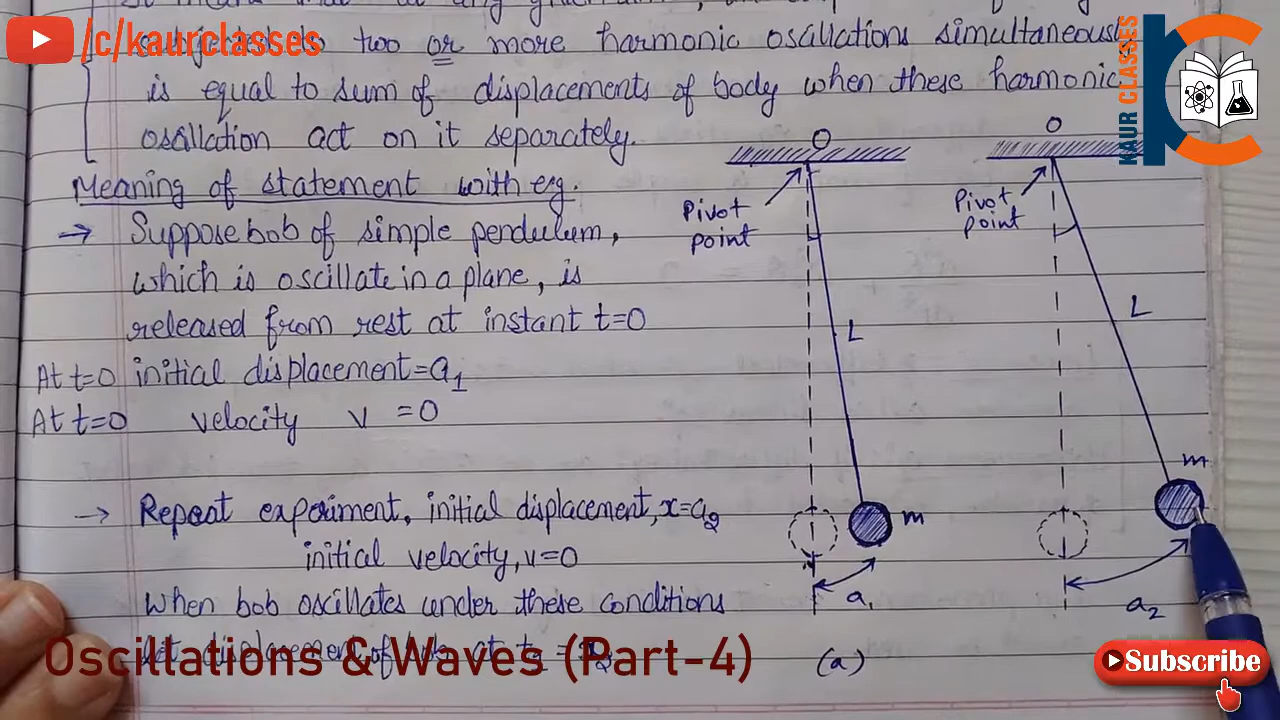 /c/kaurclasses
two or more harmonic oscillations simultaneously
is equal to sum of displacements of body when these harmonic
oscillation act on it separately.
Meaning of statement with e.g.
→ Suppose bob of simple pendulum,
which is oscillate in a plane, is
released from rest at instant t=0
At t=0 initial displacement=a1
At t=0 velocity v =0
→ Repeat experiment, initial displacement, x=a2
initial velocity, v=0
When bob oscillates under these conditions
displacement of bob at
Oscillations & Waves (Part-4)
O
Pivot
point
L
m
a1
(a)
O
Pivot
point
L
m
a2
KAUR CLASSES
Subscribe